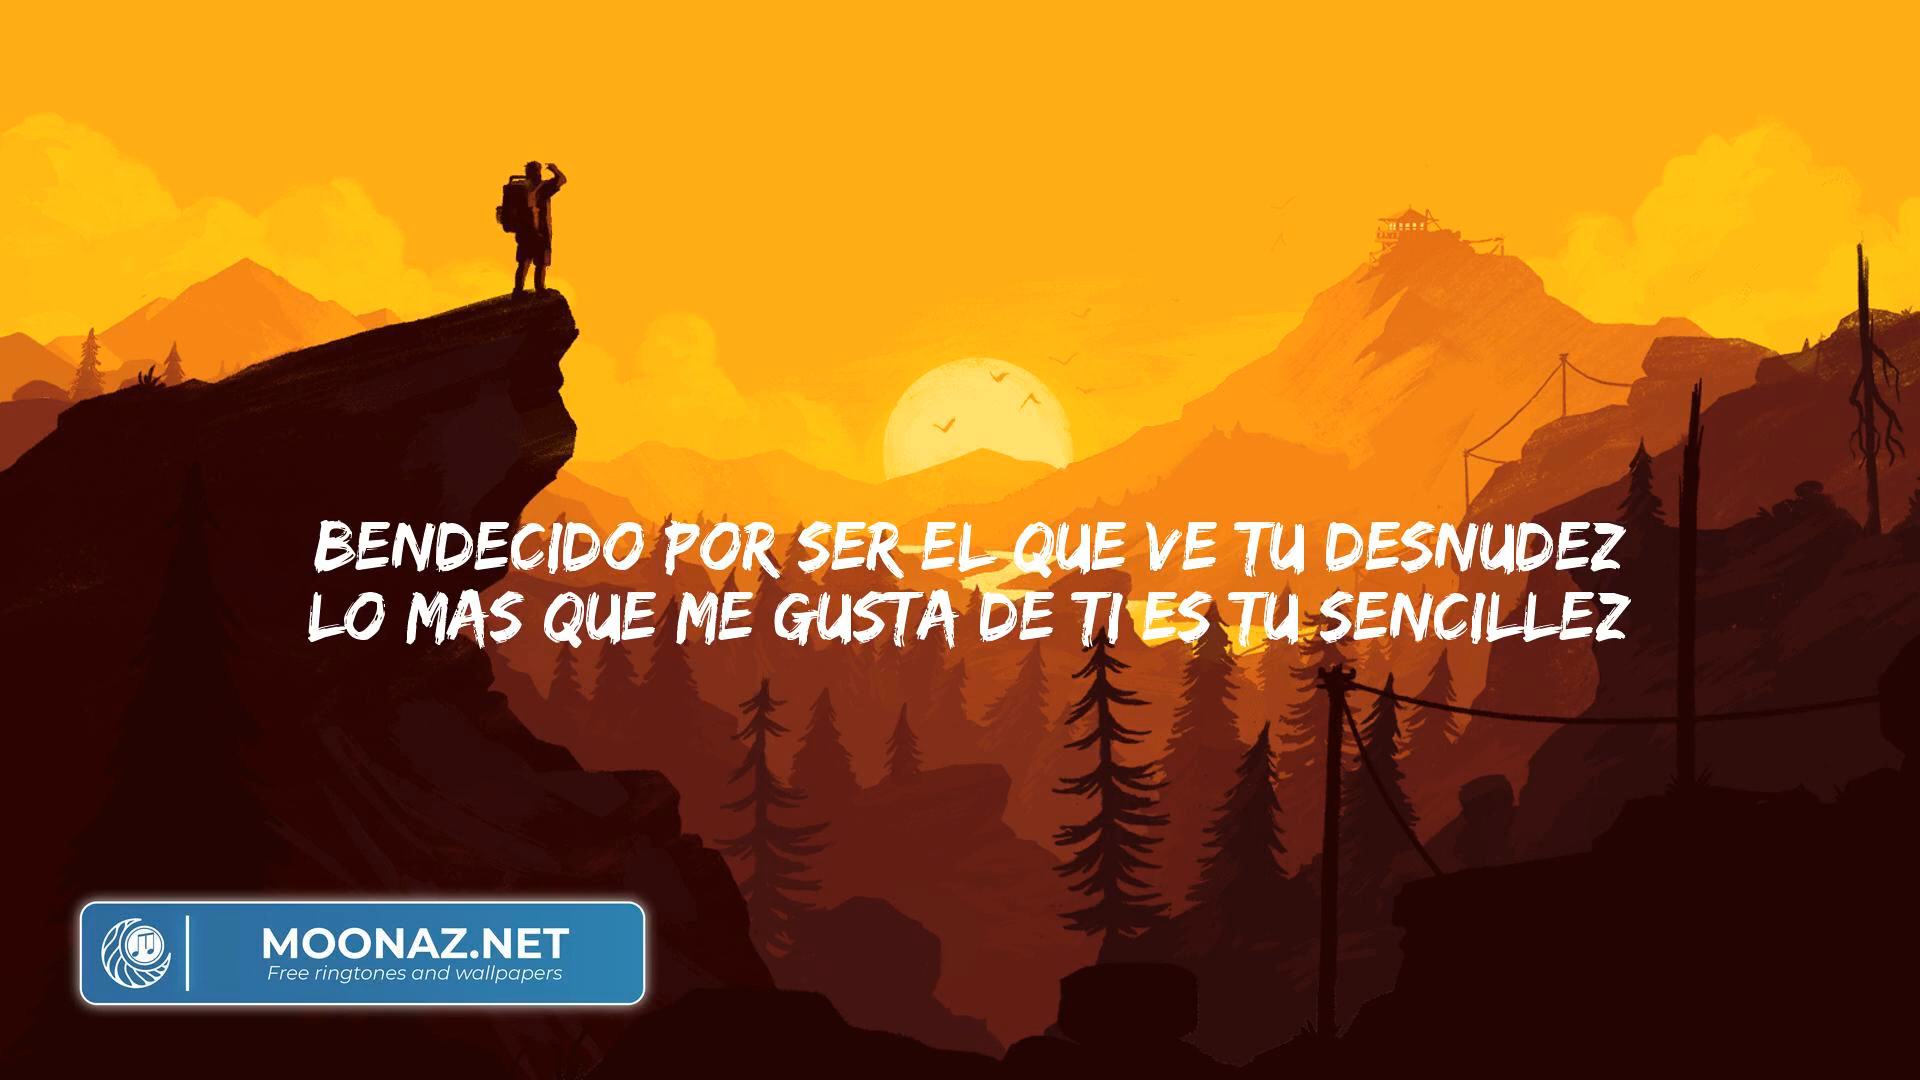 BENDECIDO POR SER EL QUE VE TU DESNUDEZ
LO MAS QUE ME GUSTA DE TI ES TU SENCILLEZ
MOONAZ.NET
Free ringtones and wallpapers